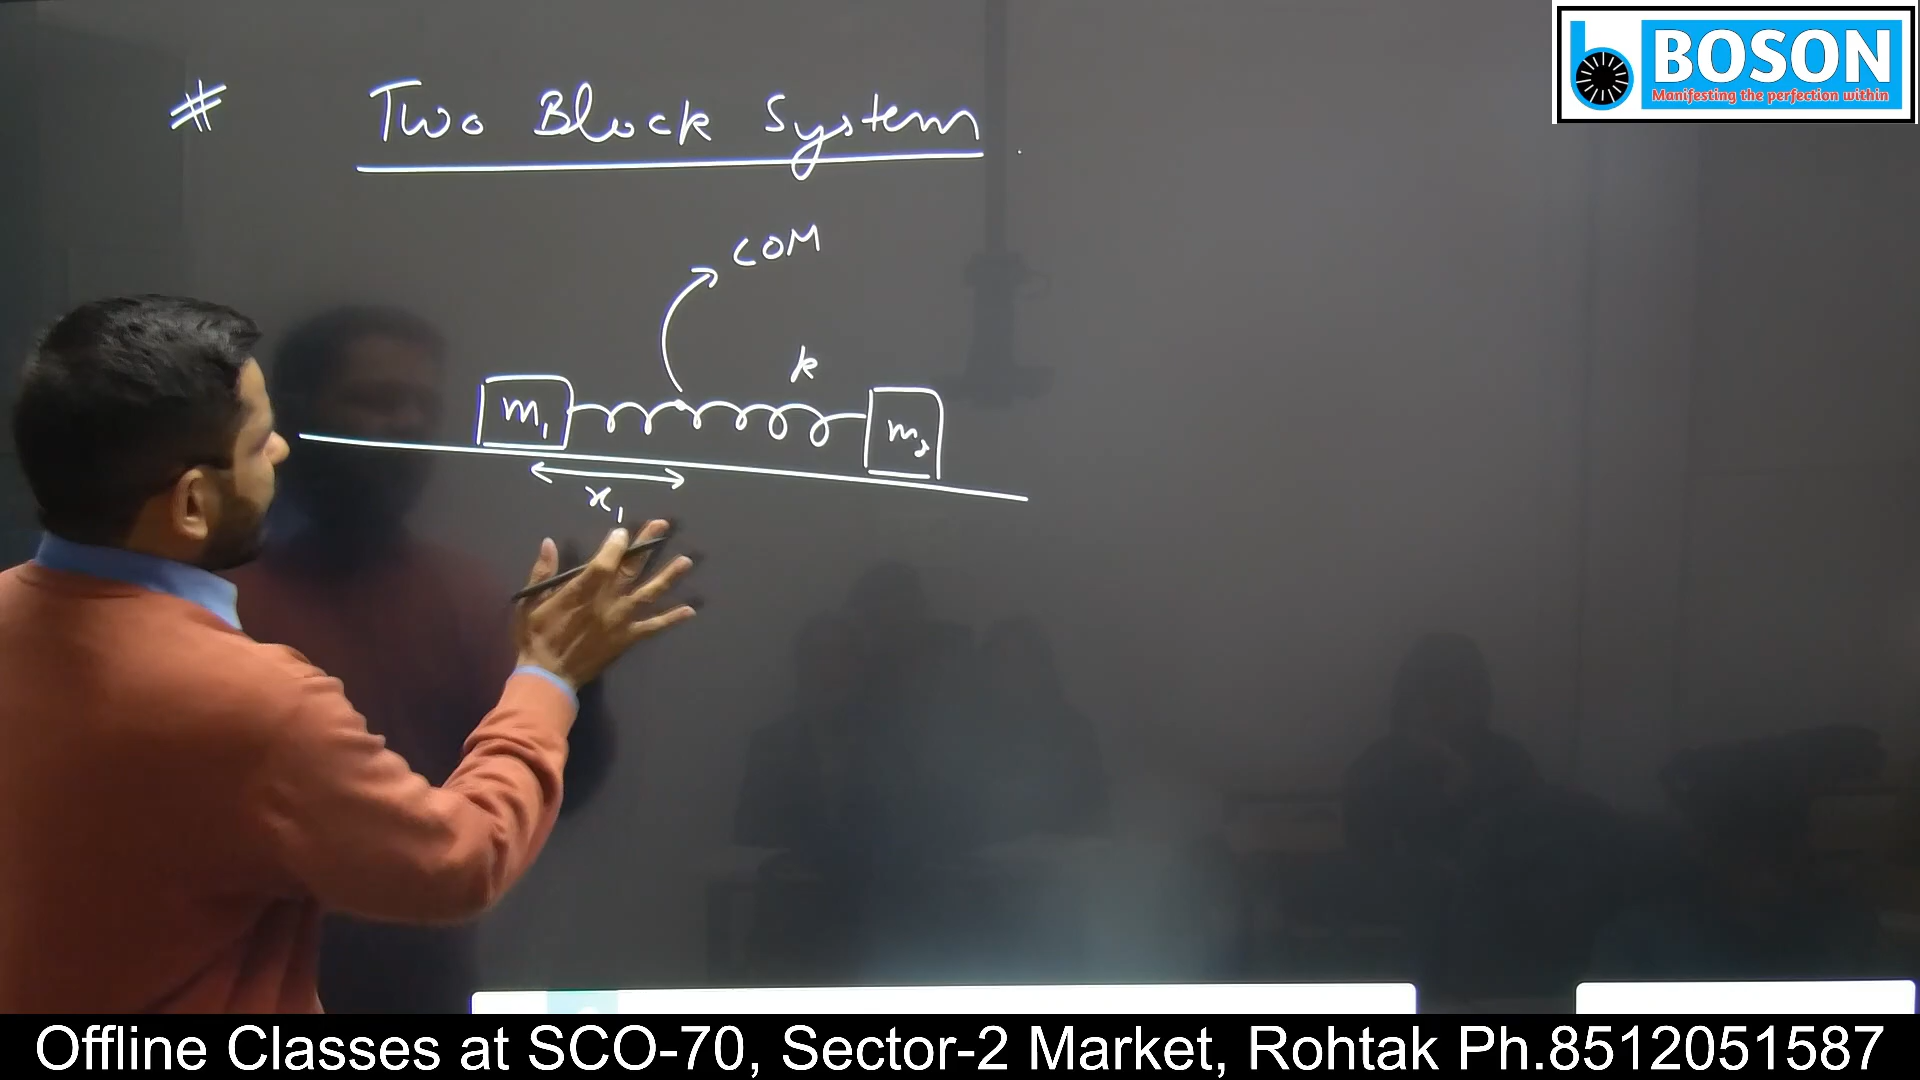 BOSON
Manifesting the perfection within
# Two Block System
COM
k
m₁
m₂
x₁
Offline Classes at SCO-70, Sector-2 Market, Rohtak Ph.8512051587